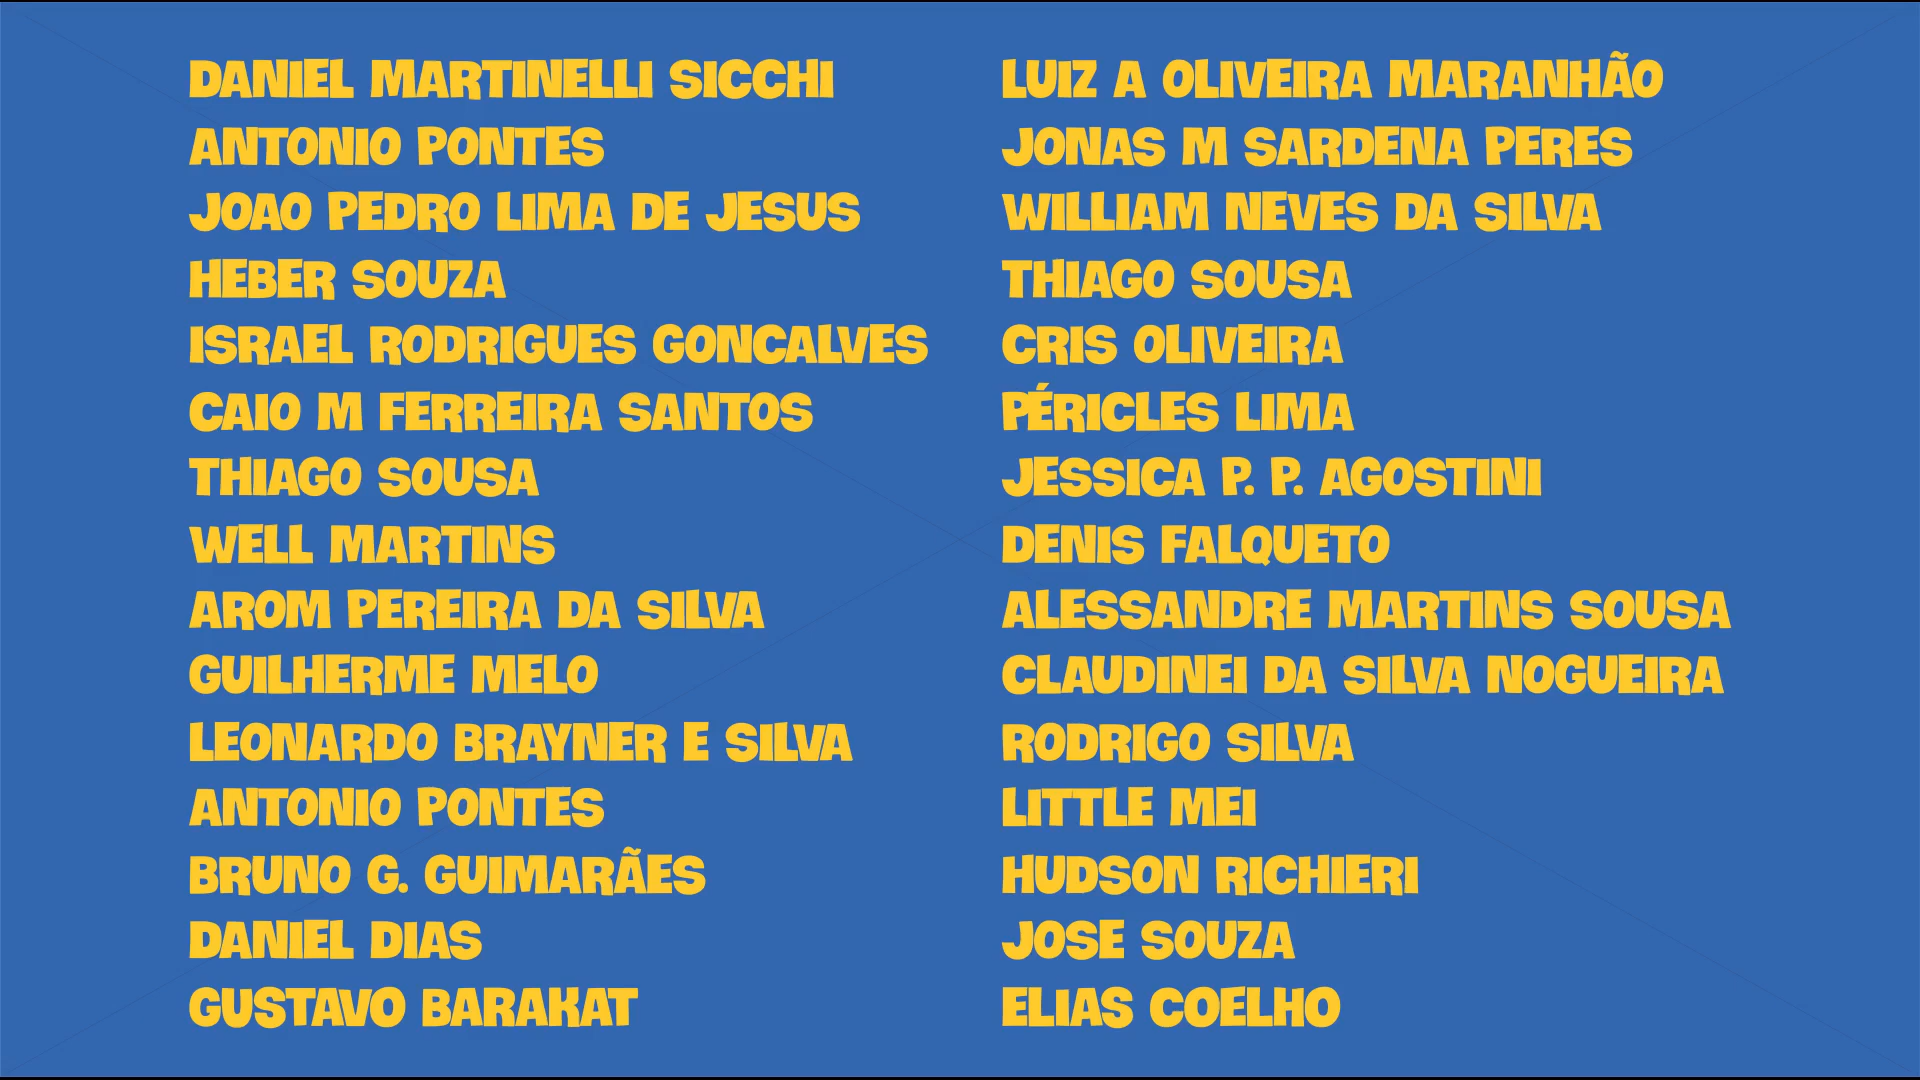 DANIEL MARTINELLI SICCHI
ANTONIO PONTES
JOAO PEDRO LIMA DE JESUS
HEBER SOUZA
ISRAEL RODRIGUES GONCALVES
CAIO M FERREIRA SANTOS
THIAGO SOUSA
WELL MARTINS
AROM PEREIRA DA SILVA
GUILHERME MELO
LEONARDO BRAYNER E SILVA
ANTONIO PONTES
BRUNO G. GUIMARÃES
DANIEL DIAS
GUSTAVO BARAKAT
LUIZ A OLIVEIRA MARANHÃO
JONAS M SARDENA PERES
WILLIAM NEVES DA SILVA
THIAGO SOUSA
CRIS OLIVEIRA
PÉRICLES LIMA
JESSICA P. P. AGOSTINI
DENIS FALQUETO
ALESSANDRE MARTINS SOUSA
CLAUDINEI DA SILVA NOGUEIRA
RODRIGO SILVA
LITTLE MEI
HUDSON RICHIERI
JOSE SOUZA
ELIAS COELHO